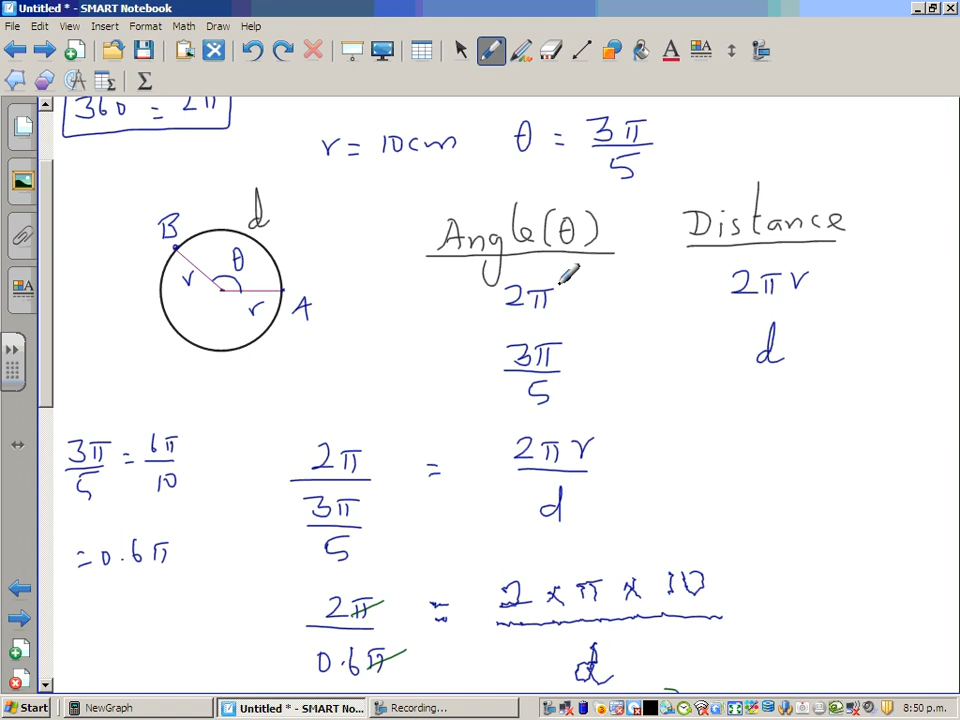 Untitled * - SMART Notebook
File Edit View Insert Format Math Draw Help
360 = 2π
r = 10cm θ = 3π/5
B d
θ
r r A
Angle(θ) Distance
2π 2πr
3π/5 d
3π/5 = 6π/10
= 0.6π
2π/(3π/5) = 2πr/d
2π/0.6π = 2 × π × 10/d
Start NewGraph Untitled * - SMART No... Recording... 8:50 p.m.